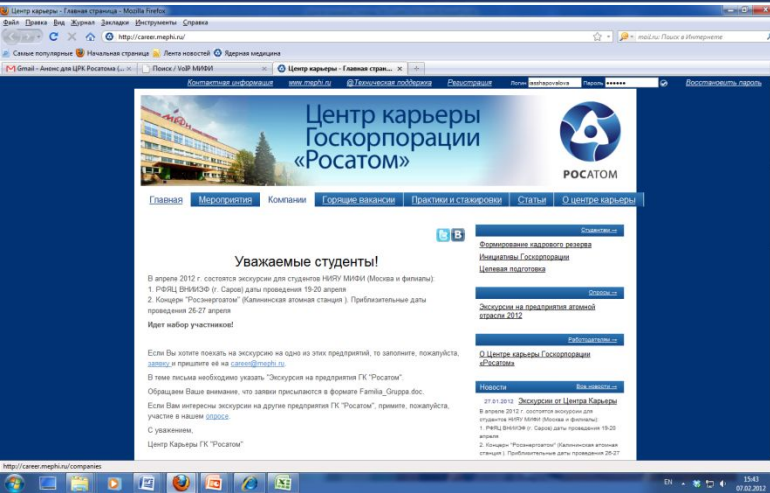 Центр карьеры - Главная страница - Mozilla Firefox
Файл Правка Вид Журнал Закладки Инструменты Справка
http://career.mephi.ru/
mail.ru: Поиск в Интернете
Самые популярные Начальная страница Лента новостей Ядерная медицина
Gmail - Анонс для ЦРК Росатома (... × Поиск / VoIP МИФИ × Центр карьеры - Главная стран... × +
Контактная информация www.mephi.ru @Техническая поддержка Регистрация Логин Пароль Восстановить пароль
Центр карьеры
Госкорпорации
«Росатом»
РОСАТОМ
Главная Мероприятия Компании Горящие вакансии Практики и стажировки Статьи О центре карьеры
Уважаемые студенты!
В апреле 2012 г. состоятся экскурсии для студентов НИЯУ МИФИ (Москва и филиалы):
1. РФЯЦ ВНИИЭФ (г. Саров) даты проведения 19-20 апреля
2. Концерн "Росэнергоатом" (Калининская атомная станция ). Приблизительные даты
проведения 26-27 апреля
Идет набор участников!
Если Вы хотите поехать на экскурсию на одно из этих предприятий, то заполните, пожалуйста,
заявку и пришлите её на career@mephi.ru.
В теме письма необходимо указать "Экскурсия на предприятия ГК "Росатом".
Обращаем Ваше внимание, что заявки присылаются в формате Familia_Gruppa.doc.
Если Вам интересны экскурсии на другие предприятия ГК "Росатом", примите, пожалуйста,
участие в нашем опросе.
С уважением,
Центр Карьеры ГК "Росатом"
Студентам →
Формирование кадрового резерва
Инициативы Госкорпорации
Целевая подготовка
Опросы →
Экскурсии на предприятия атомной
отрасли 2012
Работодателям →
О Центре карьеры Госкорпорации
«Росатом»
Новости Все новости →
27.01.2012 Экскурсии от Центра Карьеры
В апреле 2012 г. состоятся экскурсии для
студентов НИЯУ МИФИ (Москва и филиалы):
1. РФЯЦ ВНИИЭФ (г. Саров) даты проведения 19-20
апреля
2. Концерн "Росэнергоатом" (Калининская атомная
станция ). Приблизительные даты проведения 26-27
http://career.mephi.ru/companies
EN 15:43
07.02.2012